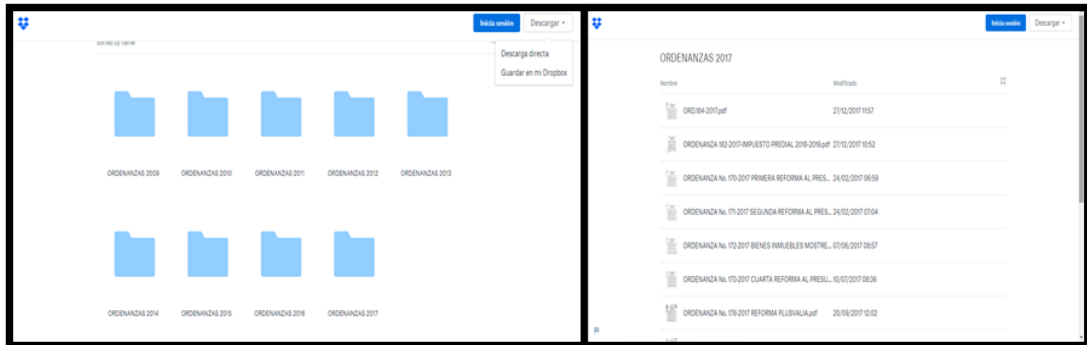 Inicia sesión Descargar
Sorted by name
Descarga directa
Guardar en mi Dropbox
ORDENANZAS 2009 ORDENANZAS 2010 ORDENANZAS 2011 ORDENANZAS 2012 ORDENANZAS 2013
ORDENANZAS 2014 ORDENANZAS 2015 ORDENANZAS 2016 ORDENANZAS 2017
Inicia sesión Descargar
ORDENANZAS 2017
Nombre Modificado
ORD.184-2017.pdf 27/12/2017 11:57
ORDENANZA 182-2017-IMPUESTO PREDIAL 2018-2019.pdf 27/12/2017 10:52
ORDENANZA No. 170-2017 PRIMERA REFORMA AL PRES... 24/02/2017 06:59
ORDENANZA No. 171-2017 SEGUNDA REFORMA AL PRES... 24/02/2017 07:04
ORDENANZA No. 172-2017 BIENES INMUEBLES MOSTRE... 07/06/2017 08:57
ORDENANZA No. 173-2017 CUARTA REFORMA AL PRESU... 10/07/2017 08:36
ORDENANZA No. 178-2017 REFORMA PLUSVALIA.pdf 20/09/2017 12:02